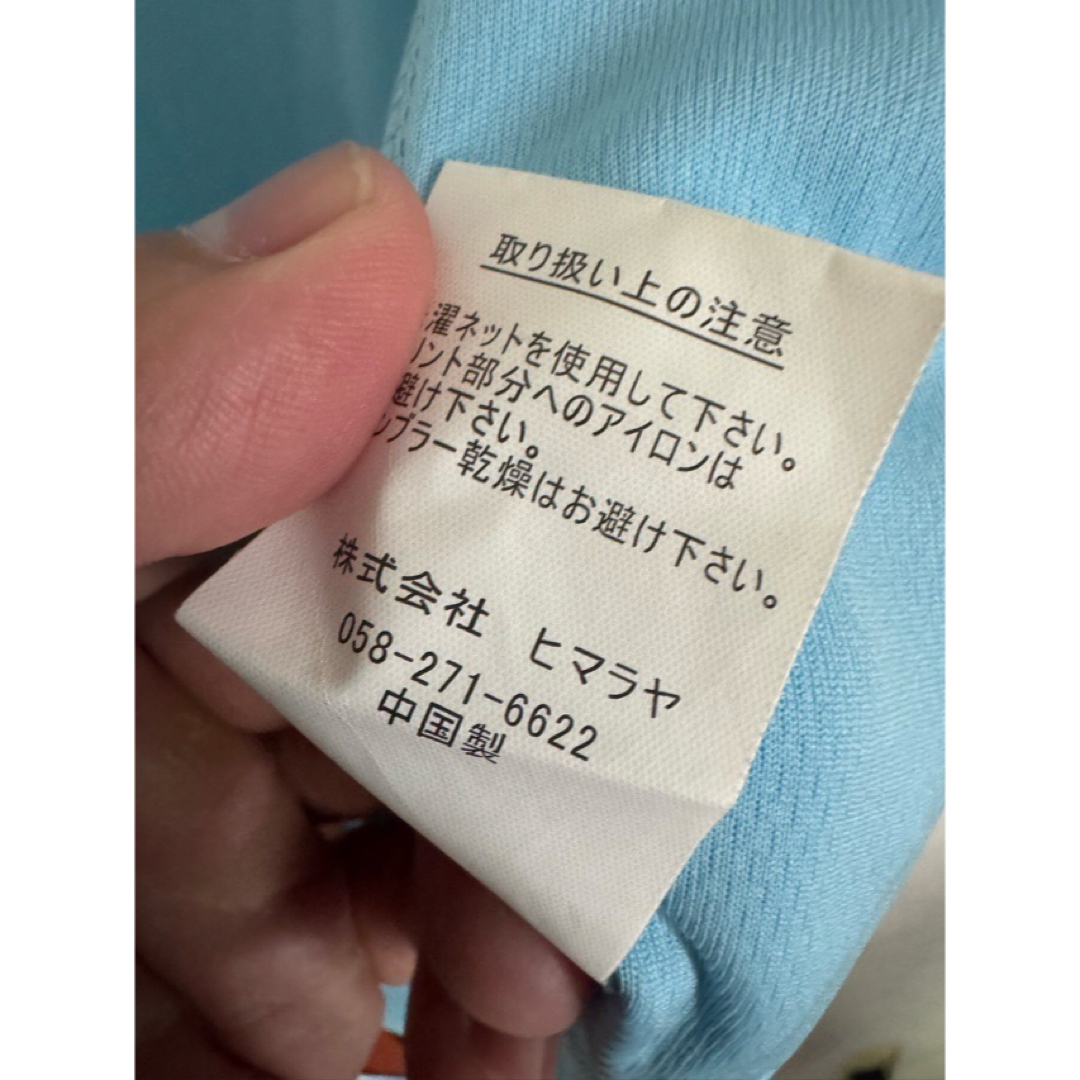 取り扱い上の注意
濯ネットを使用して下さい。
リント部分へのアイロンは
避け下さい。
ンブラー乾燥はお避け下さい。
株式会社 ヒマラヤ
058-271-6622
中国製